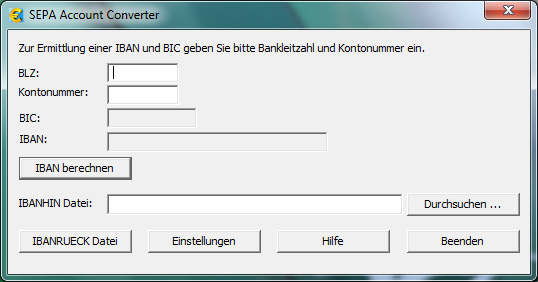 SEPA Account Converter
Zur Ermittlung einer IBAN und BIC geben Sie bitte Bankleitzahl und Kontonummer ein.
BLZ:
Kontonummer:
BIC:
IBAN:
IBAN berechnen
IBANHIN Datei:
Durchsuchen ...
IBANRUECK Datei
Einstellungen
Hilfe
Beenden